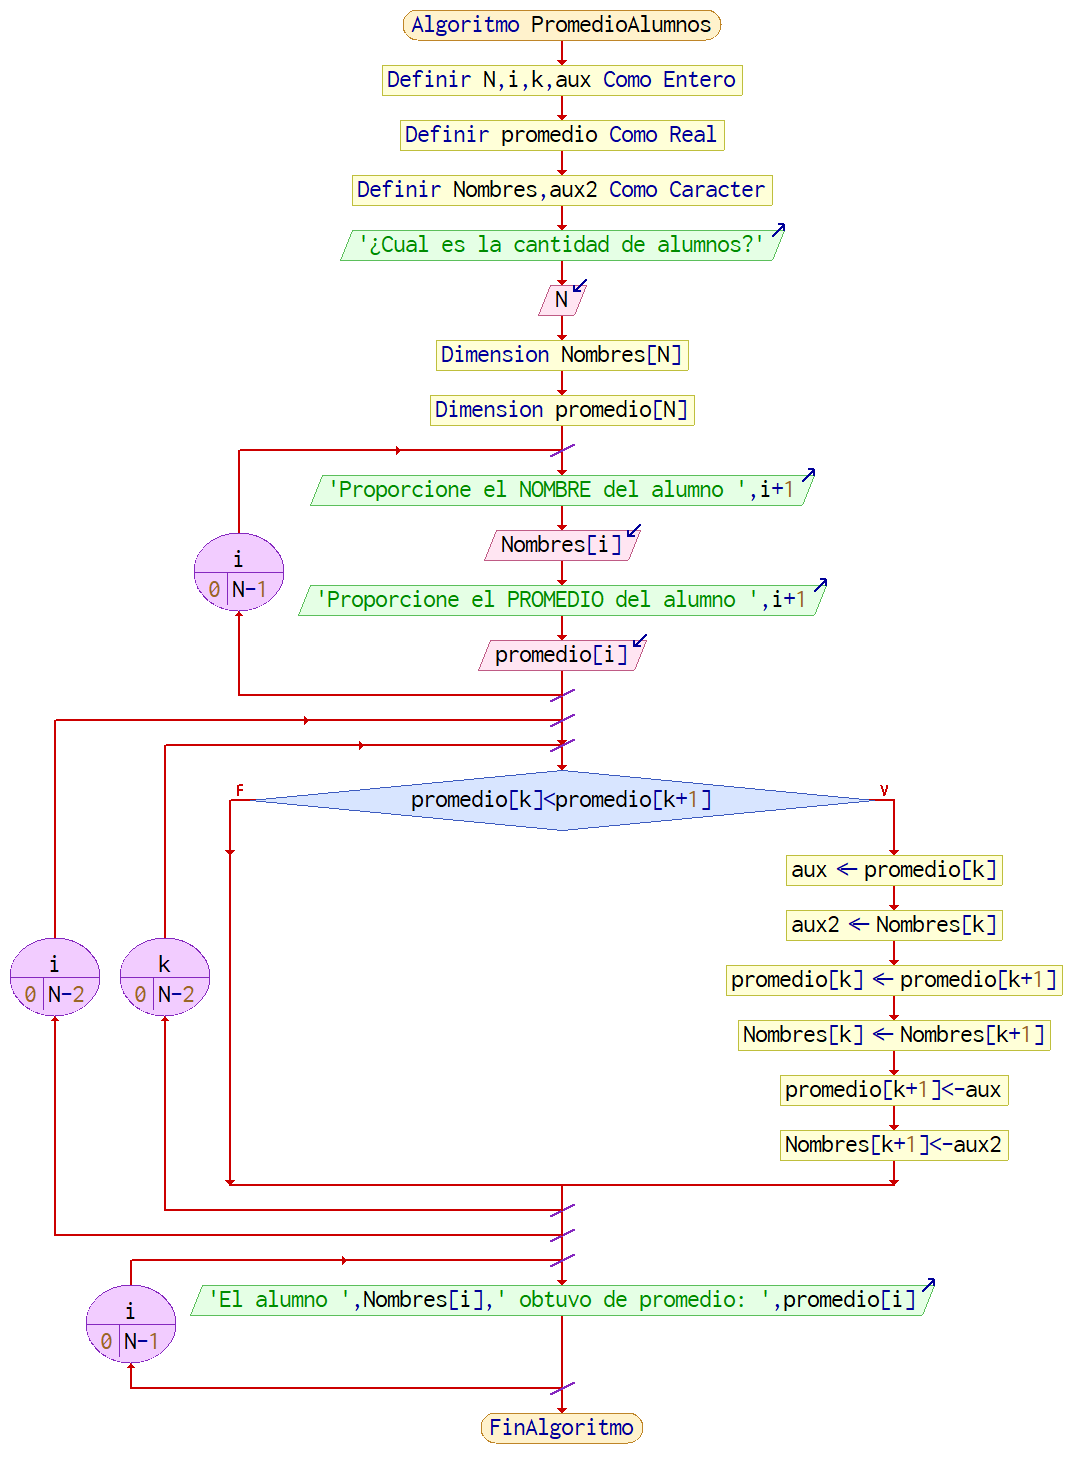 Algoritmo PromedioAlumnos
Definir N,i,k,aux Como Entero
Definir promedio Como Real
Definir Nombres,aux2 Como Caracter
'¿Cual es la cantidad de alumnos?'
N
Dimension Nombres[N]
Dimension promedio[N]
'Proporcione el NOMBRE del alumno ',i+1
Nombres[i]
i
0 N-1
'Proporcione el PROMEDIO del alumno ',i+1
promedio[i]
F
V
promedio[k]<promedio[k+1]
aux ← promedio[k]
aux2 ← Nombres[k]
i
0 N-2
k
0 N-2
promedio[k] ← promedio[k+1]
Nombres[k] ← Nombres[k+1]
promedio[k+1]<-aux
Nombres[k+1]<-aux2
i
0 N-1
'El alumno ',Nombres[i],' obtuvo de promedio: ',promedio[i]
FinAlgoritmo